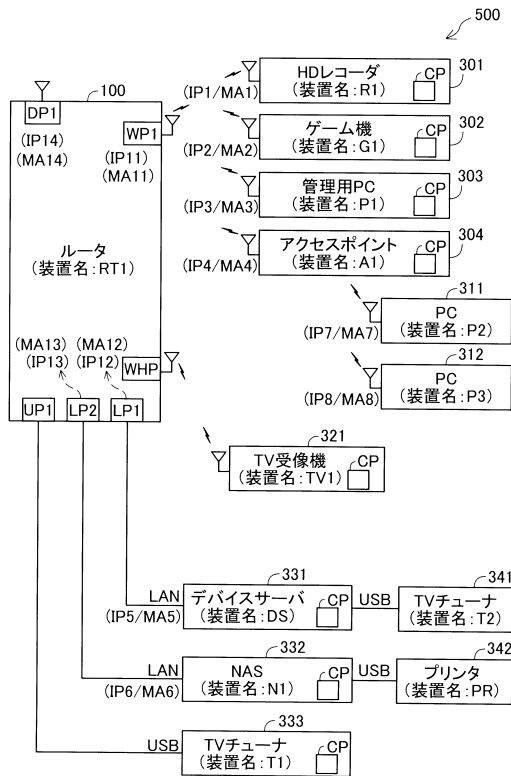 500
100
DP1
(IP14)
(MA14)
WP1
(IP11)
(MA11)
ルータ
(装置名:RT1)
(MA13)
(IP13)
(MA12)
(IP12)
WHP
UP1
LP2
LP1
HDレコーダ
(装置名:R1)
CP
301
(IP1/MA1)
ゲーム機
(装置名:G1)
CP
302
(IP2/MA2)
管理用PC
(装置名:P1)
CP
303
(IP3/MA3)
アクセスポイント
(装置名:A1)
CP
304
(IP4/MA4)
311
PC
(装置名:P2)
(IP7/MA7)
312
PC
(装置名:P3)
(IP8/MA8)
321
TV受像機
(装置名:TV1)
CP
331
LAN
(IP5/MA5)
デバイスサーバ
(装置名:DS)
CP
USB
341
TVチューナ
(装置名:T2)
332
LAN
(IP6/MA6)
NAS
(装置名:N1)
CP
USB
342
プリンタ
(装置名:PR)
333
USB
TVチューナ
(装置名:T1)
CP